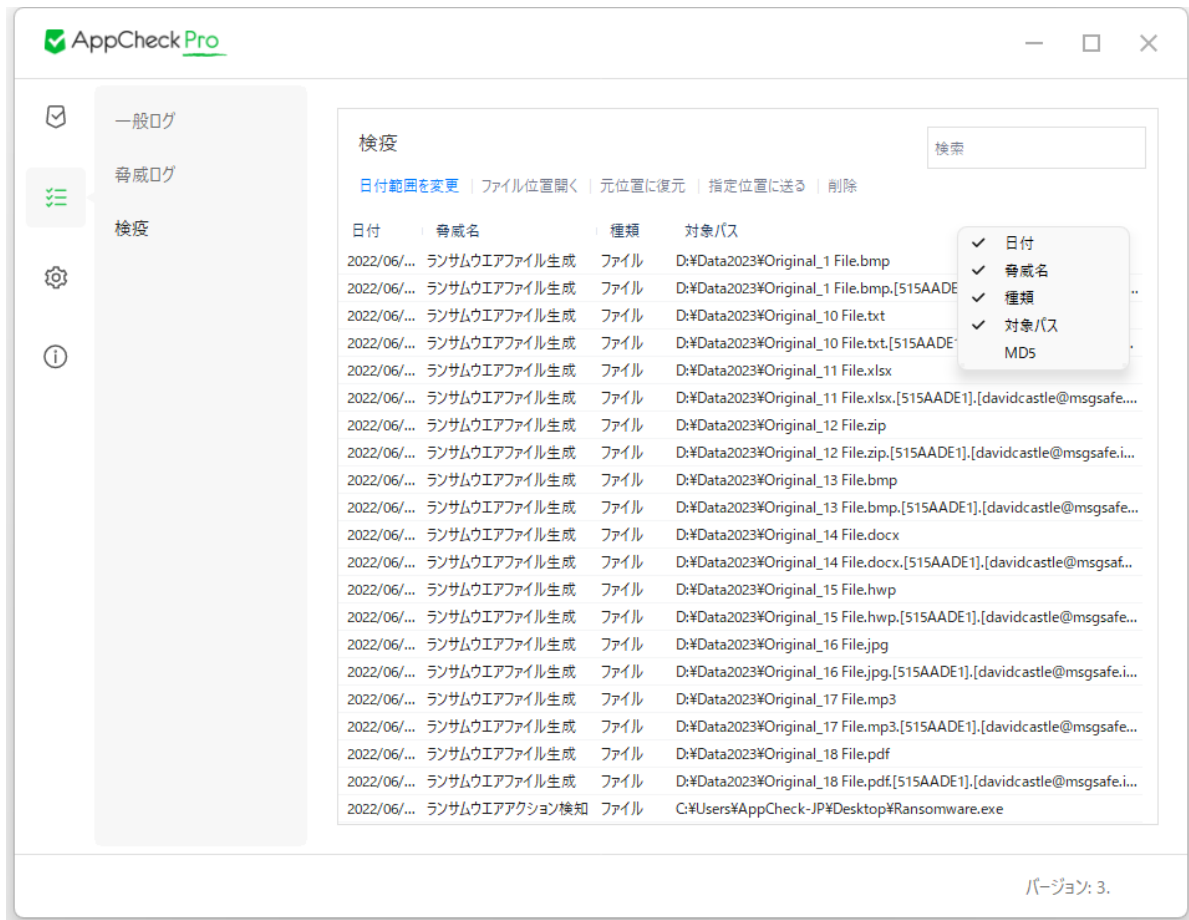 AppCheck Pro
一般ログ
脅威ログ
検疫
検疫
検索
日付範囲を変更 ファイル位置開く 元位置に復元 指定位置に送る 削除
日付 脅威名 種類 対象パス
2022/06/... ランサムウエアファイル生成 ファイル D:¥Data2023¥Original_1 File.bmp
2022/06/... ランサムウエアファイル生成 ファイル D:¥Data2023¥Original_1 File.bmp.[515AADE ..
2022/06/... ランサムウエアファイル生成 ファイル D:¥Data2023¥Original_10 File.txt
2022/06/... ランサムウエアファイル生成 ファイル D:¥Data2023¥Original_10 File.txt.[515AADE .
2022/06/... ランサムウエアファイル生成 ファイル D:¥Data2023¥Original_11 File.xlsx
2022/06/... ランサムウエアファイル生成 ファイル D:¥Data2023¥Original_11 File.xlsx.[515AADE1].[davidcastle@msgsafe....
2022/06/... ランサムウエアファイル生成 ファイル D:¥Data2023¥Original_12 File.zip
2022/06/... ランサムウエアファイル生成 ファイル D:¥Data2023¥Original_12 File.zip.[515AADE1].[davidcastle@msgsafe.i...
2022/06/... ランサムウエアファイル生成 ファイル D:¥Data2023¥Original_13 File.bmp
2022/06/... ランサムウエアファイル生成 ファイル D:¥Data2023¥Original_13 File.bmp.[515AADE1].[davidcastle@msgsafe...
2022/06/... ランサムウエアファイル生成 ファイル D:¥Data2023¥Original_14 File.docx
2022/06/... ランサムウエアファイル生成 ファイル D:¥Data2023¥Original_14 File.docx.[515AADE1].[davidcastle@msgsaf...
2022/06/... ランサムウエアファイル生成 ファイル D:¥Data2023¥Original_15 File.hwp
2022/06/... ランサムウエアファイル生成 ファイル D:¥Data2023¥Original_15 File.hwp.[515AADE1].[davidcastle@msgsafe...
2022/06/... ランサムウエアファイル生成 ファイル D:¥Data2023¥Original_16 File.jpg
2022/06/... ランサムウエアファイル生成 ファイル D:¥Data2023¥Original_16 File.jpg.[515AADE1].[davidcastle@msgsafe.i...
2022/06/... ランサムウエアファイル生成 ファイル D:¥Data2023¥Original_17 File.mp3
2022/06/... ランサムウエアファイル生成 ファイル D:¥Data2023¥Original_17 File.mp3.[515AADE1].[davidcastle@msgsafe...
2022/06/... ランサムウエアファイル生成 ファイル D:¥Data2023¥Original_18 File.pdf
2022/06/... ランサムウエアファイル生成 ファイル D:¥Data2023¥Original_18 File.pdf.[515AADE1].[davidcastle@msgsafe.i...
2022/06/... ランサムウエアアクション検知 ファイル C:¥Users¥AppCheck-JP¥Desktop¥Ransomware.exe
日付
脅威名
種類
対象パス
MD5
バージョン: 3.